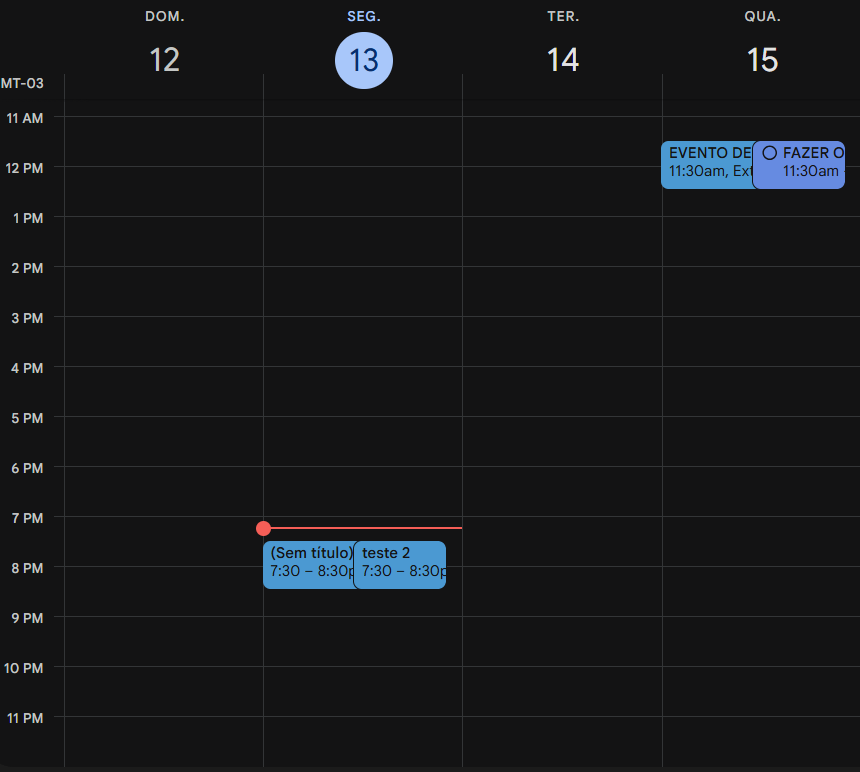 DOM.
SEG.
TER.
QUA.
12
13
14
15
MT-03
11 AM
EVENTO DE
11:30am, Ext
FAZER O
11:30am
12 PM
1 PM
2 PM
3 PM
4 PM
5 PM
6 PM
7 PM
(Sem título)
7:30 – 8:30p
teste 2
7:30 – 8:30p
8 PM
9 PM
10 PM
11 PM